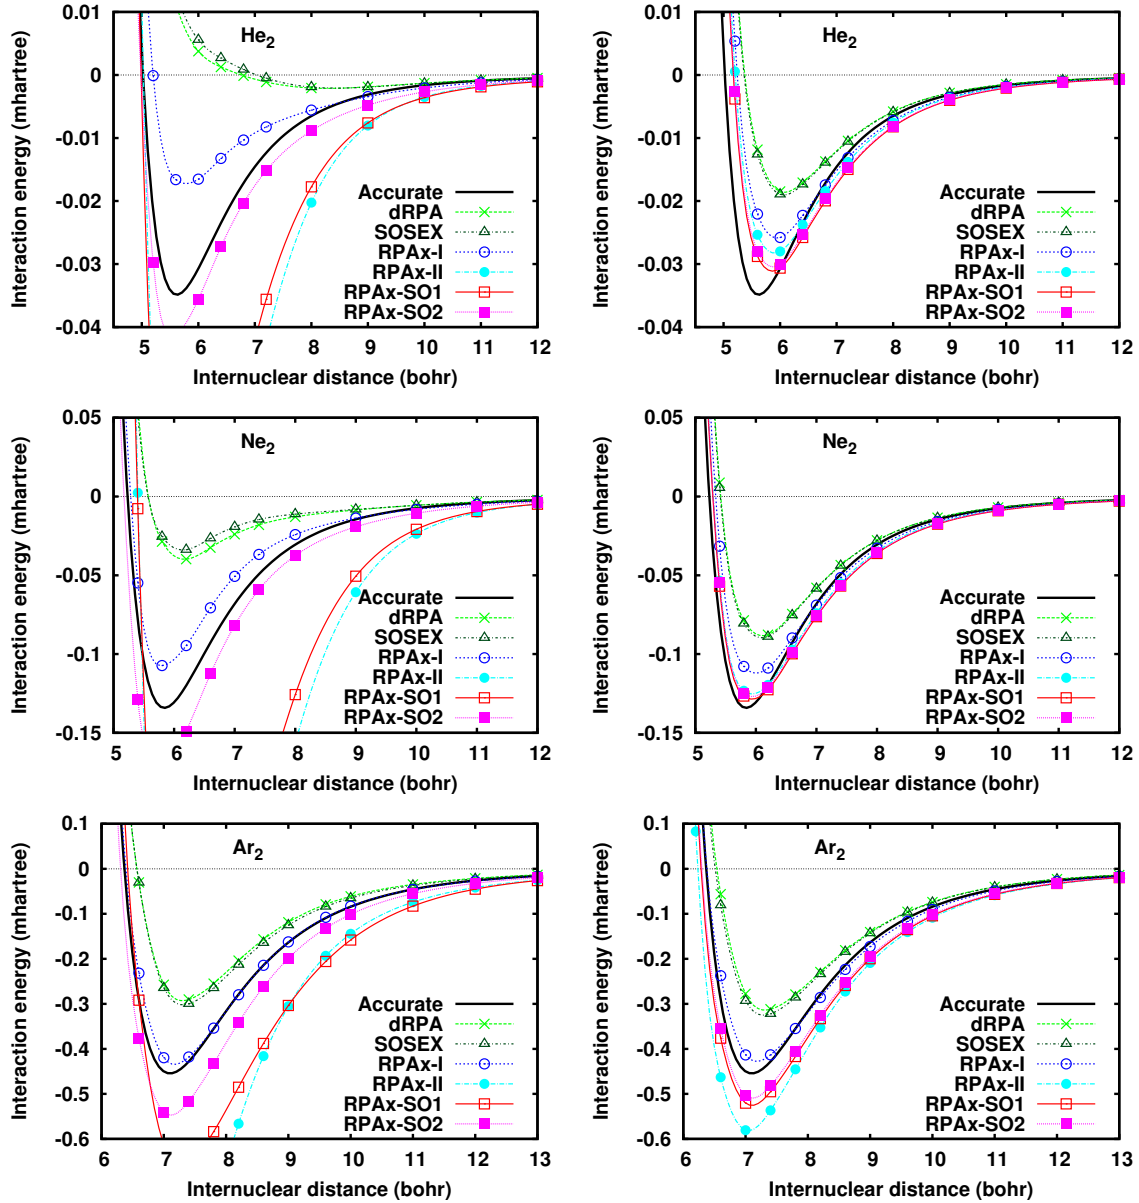 He2
Interaction energy (mhartree)
0.01
0
-0.01
-0.02
-0.03
-0.04
Accurate
dRPA
SOSEX
RPAx-I
RPAx-II
RPAx-SO1
RPAx-SO2
5 6 7 8 9 10 11 12
Internuclear distance (bohr)
He2
Interaction energy (mhartree)
0.01
0
-0.01
-0.02
-0.03
-0.04
Accurate
dRPA
SOSEX
RPAx-I
RPAx-II
RPAx-SO1
RPAx-SO2
5 6 7 8 9 10 11 12
Internuclear distance (bohr)
Ne2
Interaction energy (mhartree)
0.05
0
-0.05
-0.1
-0.15
Accurate
dRPA
SOSEX
RPAx-I
RPAx-II
RPAx-SO1
RPAx-SO2
5 6 7 8 9 10 11 12
Internuclear distance (bohr)
Ne2
Interaction energy (mhartree)
0.05
0
-0.05
-0.1
-0.15
Accurate
dRPA
SOSEX
RPAx-I
RPAx-II
RPAx-SO1
RPAx-SO2
5 6 7 8 9 10 11 12
Internuclear distance (bohr)
Ar2
Interaction energy (mhartree)
0.1
0
-0.1
-0.2
-0.3
-0.4
-0.5
-0.6
Accurate
dRPA
SOSEX
RPAx-I
RPAx-II
RPAx-SO1
RPAx-SO2
6 7 8 9 10 11 12 13
Internuclear distance (bohr)
Ar2
Interaction energy (mhartree)
0.1
0
-0.1
-0.2
-0.3
-0.4
-0.5
-0.6
Accurate
dRPA
SOSEX
RPAx-I
RPAx-II
RPAx-SO1
RPAx-SO2
6 7 8 9 10 11 12 13
Internuclear distance (bohr)